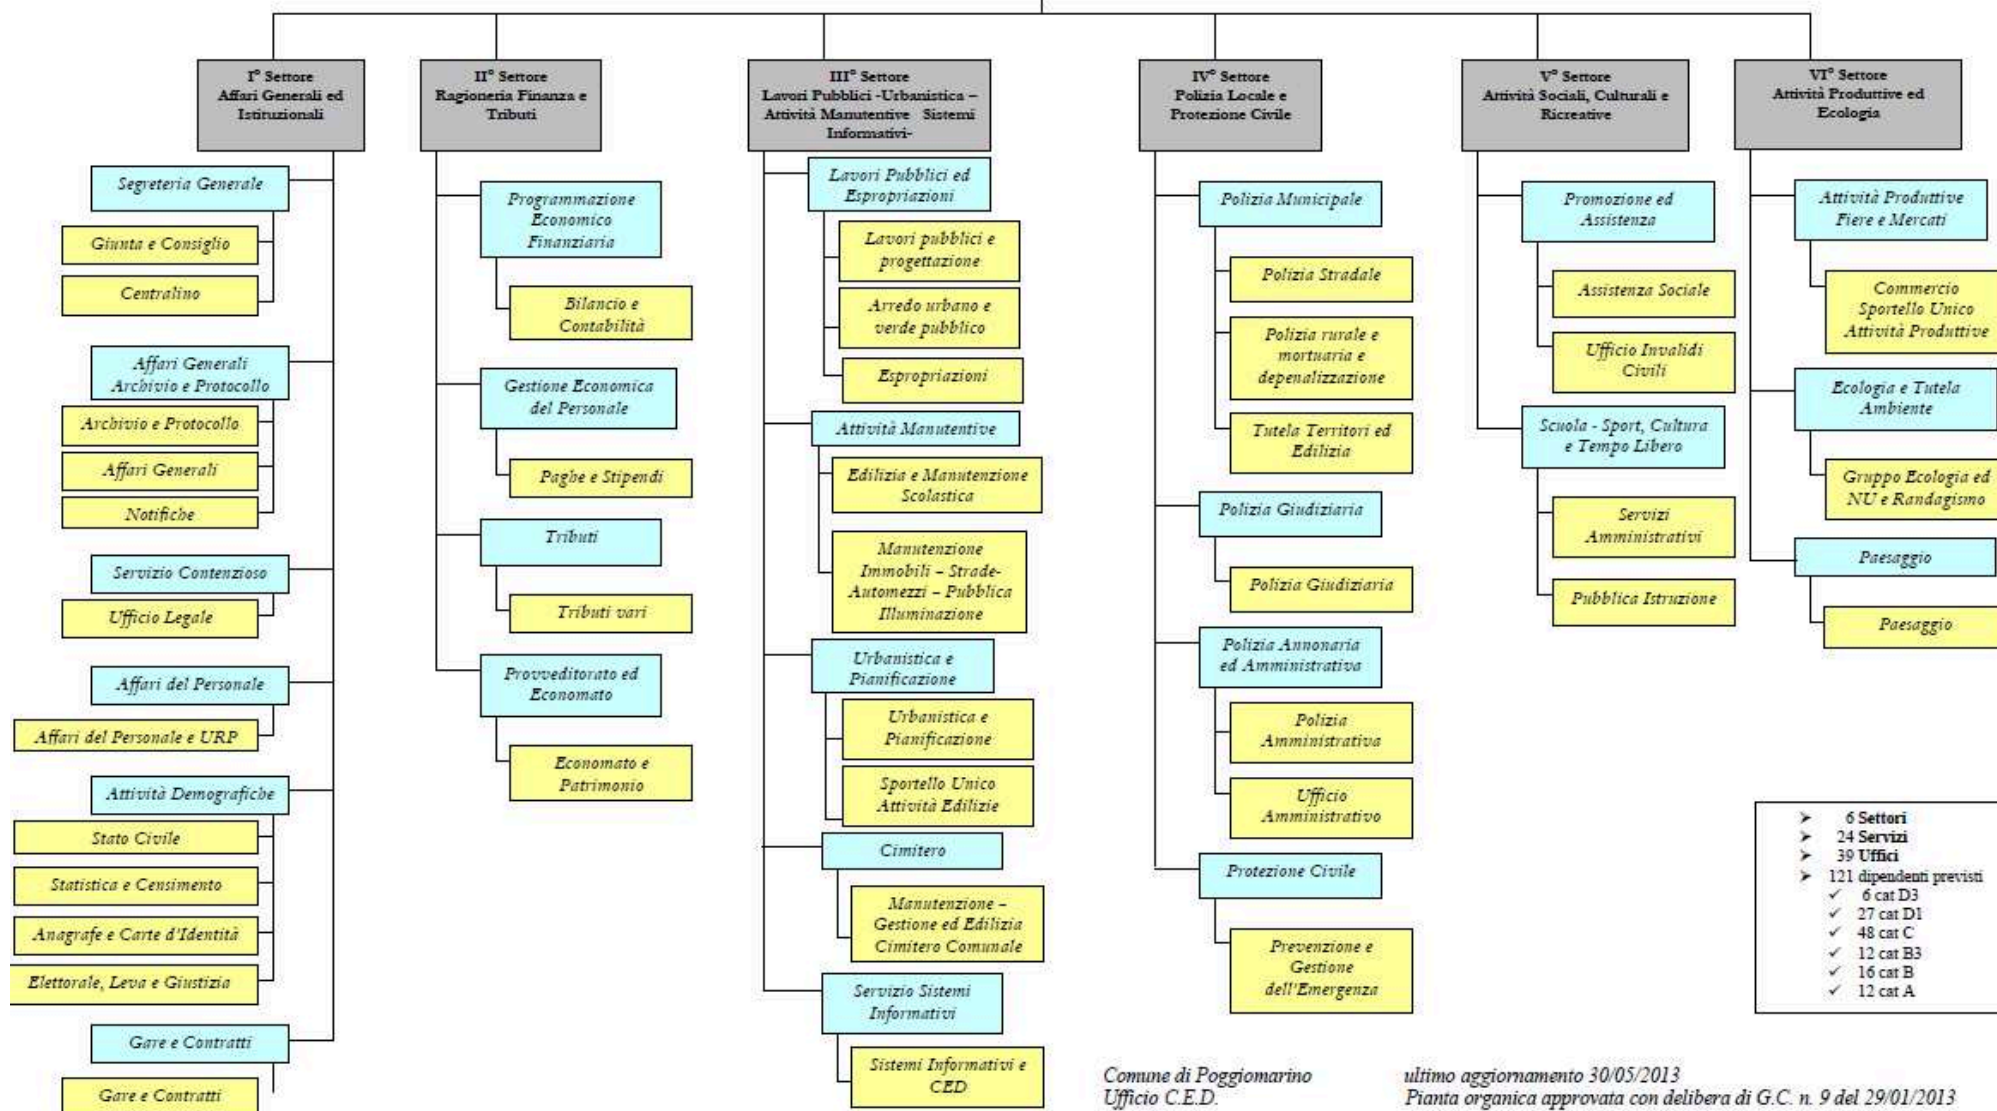 I° Settore
Affari Generali ed
Istituzionali
II° Settore
Ragioneria Finanza e
Tributi
III° Settore
Lavori Pubblici -Urbanistica –
Attività Manutentive Sistemi
Informativi-
IV° Settore
Polizia Locale e
Protezione Civile
V° Settore
Attività Sociali, Culturali e
Ricreative
VI° Settore
Attività Produttive ed
Ecologia
Segreteria Generale
Giunta e Consiglio
Centralino
Affari Generali
Archivio e Protocollo
Archivio e Protocollo
Affari Generali
Notifiche
Servizio Contenzioso
Ufficio Legale
Affari del Personale
Affari del Personale e URP
Attività Demografiche
Stato Civile
Statistica e Censimento
Anagrafe e Carte d'Identità
Elettorale, Leva e Giustizia
Gare e Contratti
Gare e Contratti
Programmazione
Economico
Finanziaria
Bilancio e
Contabilità
Gestione Economica
del Personale
Paghe e Stipendi
Tributi
Tributi vari
Provveditorato ed
Economato
Economato e
Patrimonio
Lavori Pubblici ed
Espropriazioni
Lavori pubblici e
progettazione
Arredo urbano e
verde pubblico
Espropriazioni
Attività Manutentive
Edilizia e Manutenzione
Scolastica
Manutenzione
Immobili – Strade-
Automezzi – Pubblica
Illuminazione
Urbanistica e
Pianificazione
Urbanistica e
Pianificazione
Sportello Unico
Attività Edilizie
Cimitero
Manutenzione –
Gestione ed Edilizia
Cimitero Comunale
Servizio Sistemi
Informativi
Sistemi Informativi e
CED
Polizia Municipale
Polizia Stradale
Polizia rurale e
mortuaria e
depenalizzazione
Tutela Territori ed
Edilizia
Polizia Giudiziaria
Polizia Giudiziaria
Polizia Annonaria
ed Amministrativa
Polizia
Amministrativa
Ufficio
Amministrativo
Protezione Civile
Prevenzione e
Gestione
dell'Emergenza
Promozione ed
Assistenza
Assistenza Sociale
Ufficio Invalidi
Civili
Scuola - Sport, Cultura
e Tempo Libero
Servizi
Amministrativi
Pubblica Istruzione
Attività Produttive
Fiere e Mercati
Commercio
Sportello Unico
Attività Produttive
Ecologia e Tutela
Ambiente
Gruppo Ecologia ed
NU e Randagismo
Paesaggio
Paesaggio
➢ 6 Settori
➢ 24 Servizi
➢ 39 Uffici
➢ 121 dipendenti previsti
✓ 6 cat D3
✓ 27 cat D1
✓ 48 cat C
✓ 12 cat B3
✓ 16 cat B
✓ 12 cat A
Comune di Poggiomarino ultimo aggiornamento 30/05/2013
Ufficio C.E.D. Pianta organica approvata con delibera di G.C. n. 9 del 29/01/2013